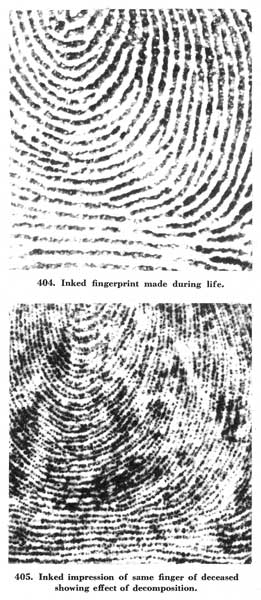 404. Inked fingerprint made during life.
405. Inked impression of same finger of deceased
showing effect of decomposition.